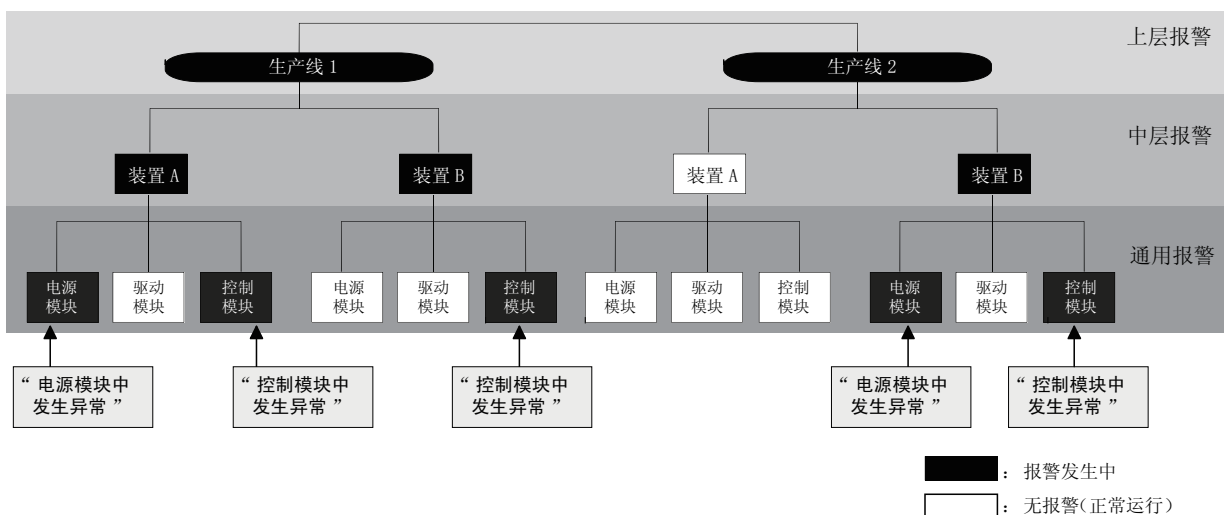 上层报警
生产线 1
生产线 2
中层报警
装置 A
装置 B
装置 A
装置 B
通用报警
电源
模块
驱动
模块
控制
模块
电源
模块
驱动
模块
控制
模块
电源
模块
驱动
模块
控制
模块
电源
模块
驱动
模块
控制
模块
“ 电源模块中
发生异常 ”
“ 控制模块中
发生异常 ”
“ 控制模块中
发生异常 ”
“ 电源模块中
发生异常 ”
“ 控制模块中
发生异常 ”
：报警发生中
：无报警(正常运行)